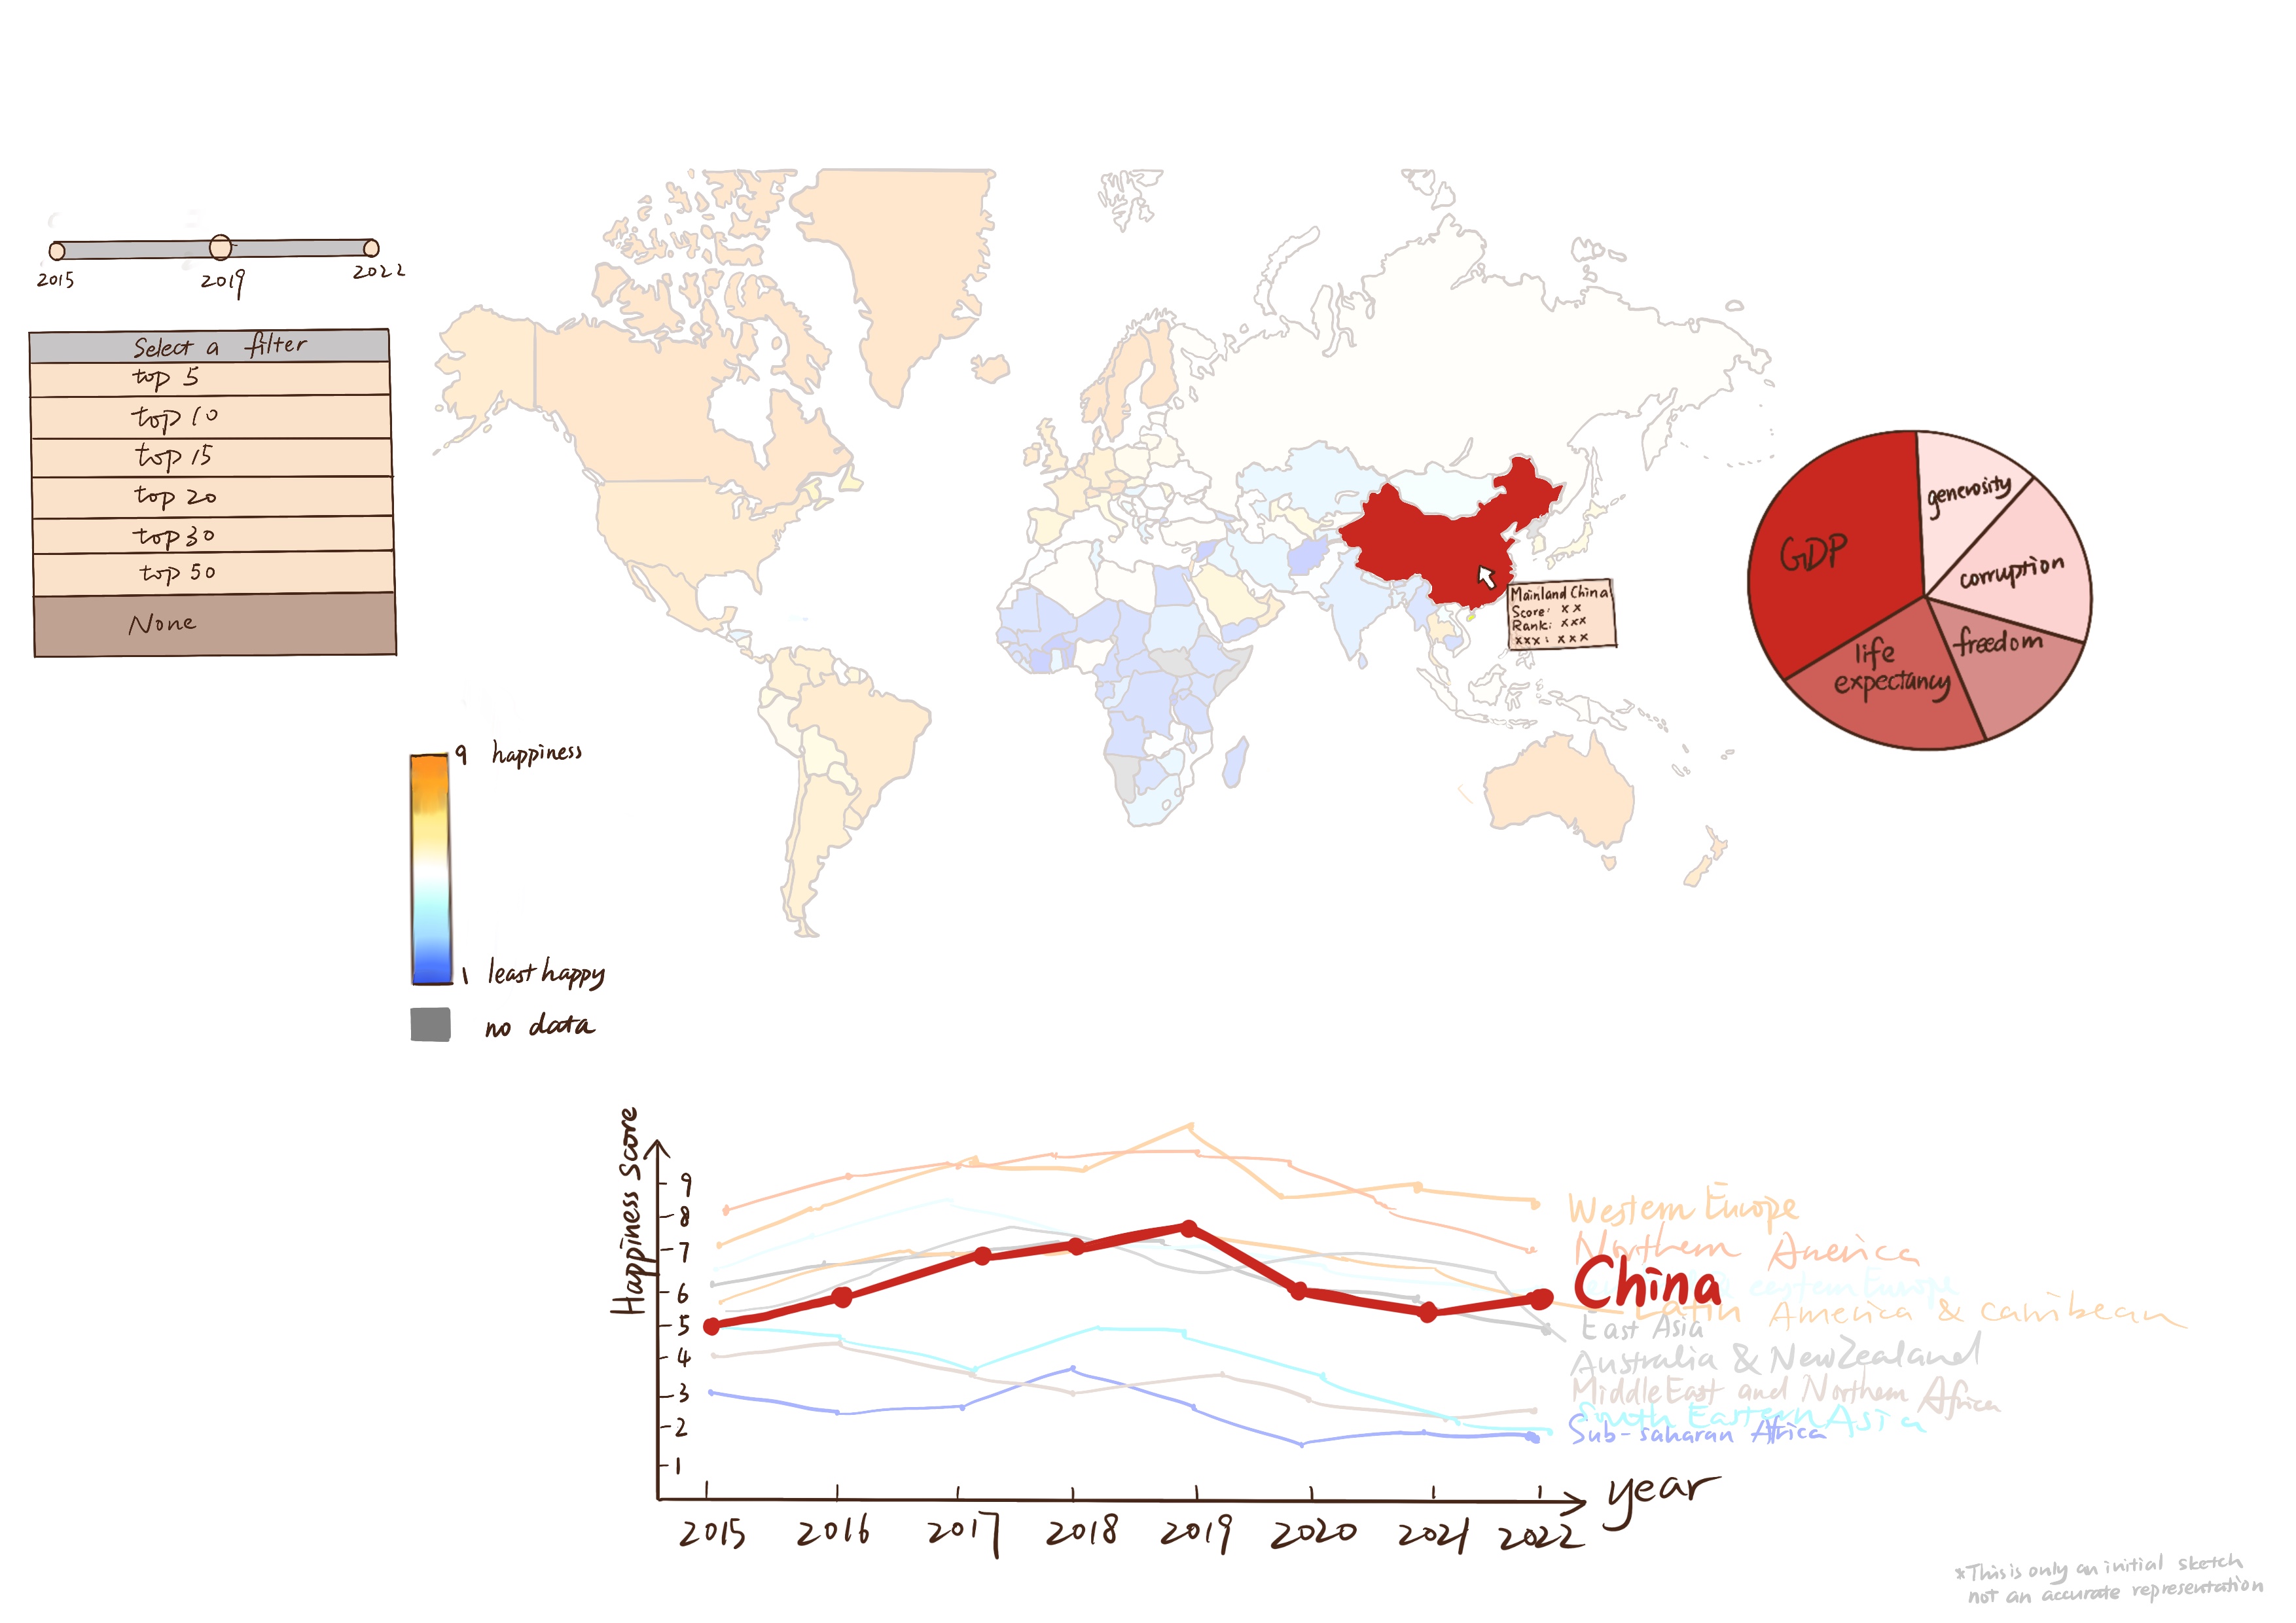 2015
2019
2022
Select a filter
top 5
top 10
top 15
top 20
top 30
top 50
None
9 happiness
1 least happy
no data
Mainland China
Score: x x
Rank: xxx
xxx: xxx
GDP
generosity
corruption
freedom
life
expectancy
Happiness Score
9
8
7
6
5
4
3
2
1
2015
2016
2017
2018
2019
2020
2021
2022
year
Western Europe
Northern America
China
eastern Europe
Latin America & Carribean
East Asia
Australia & New Zealand
Middle East and Northern Africa
South Eastern Asia
Sub-saharan Africa
*This is only an initial sketch
not an accurate representation